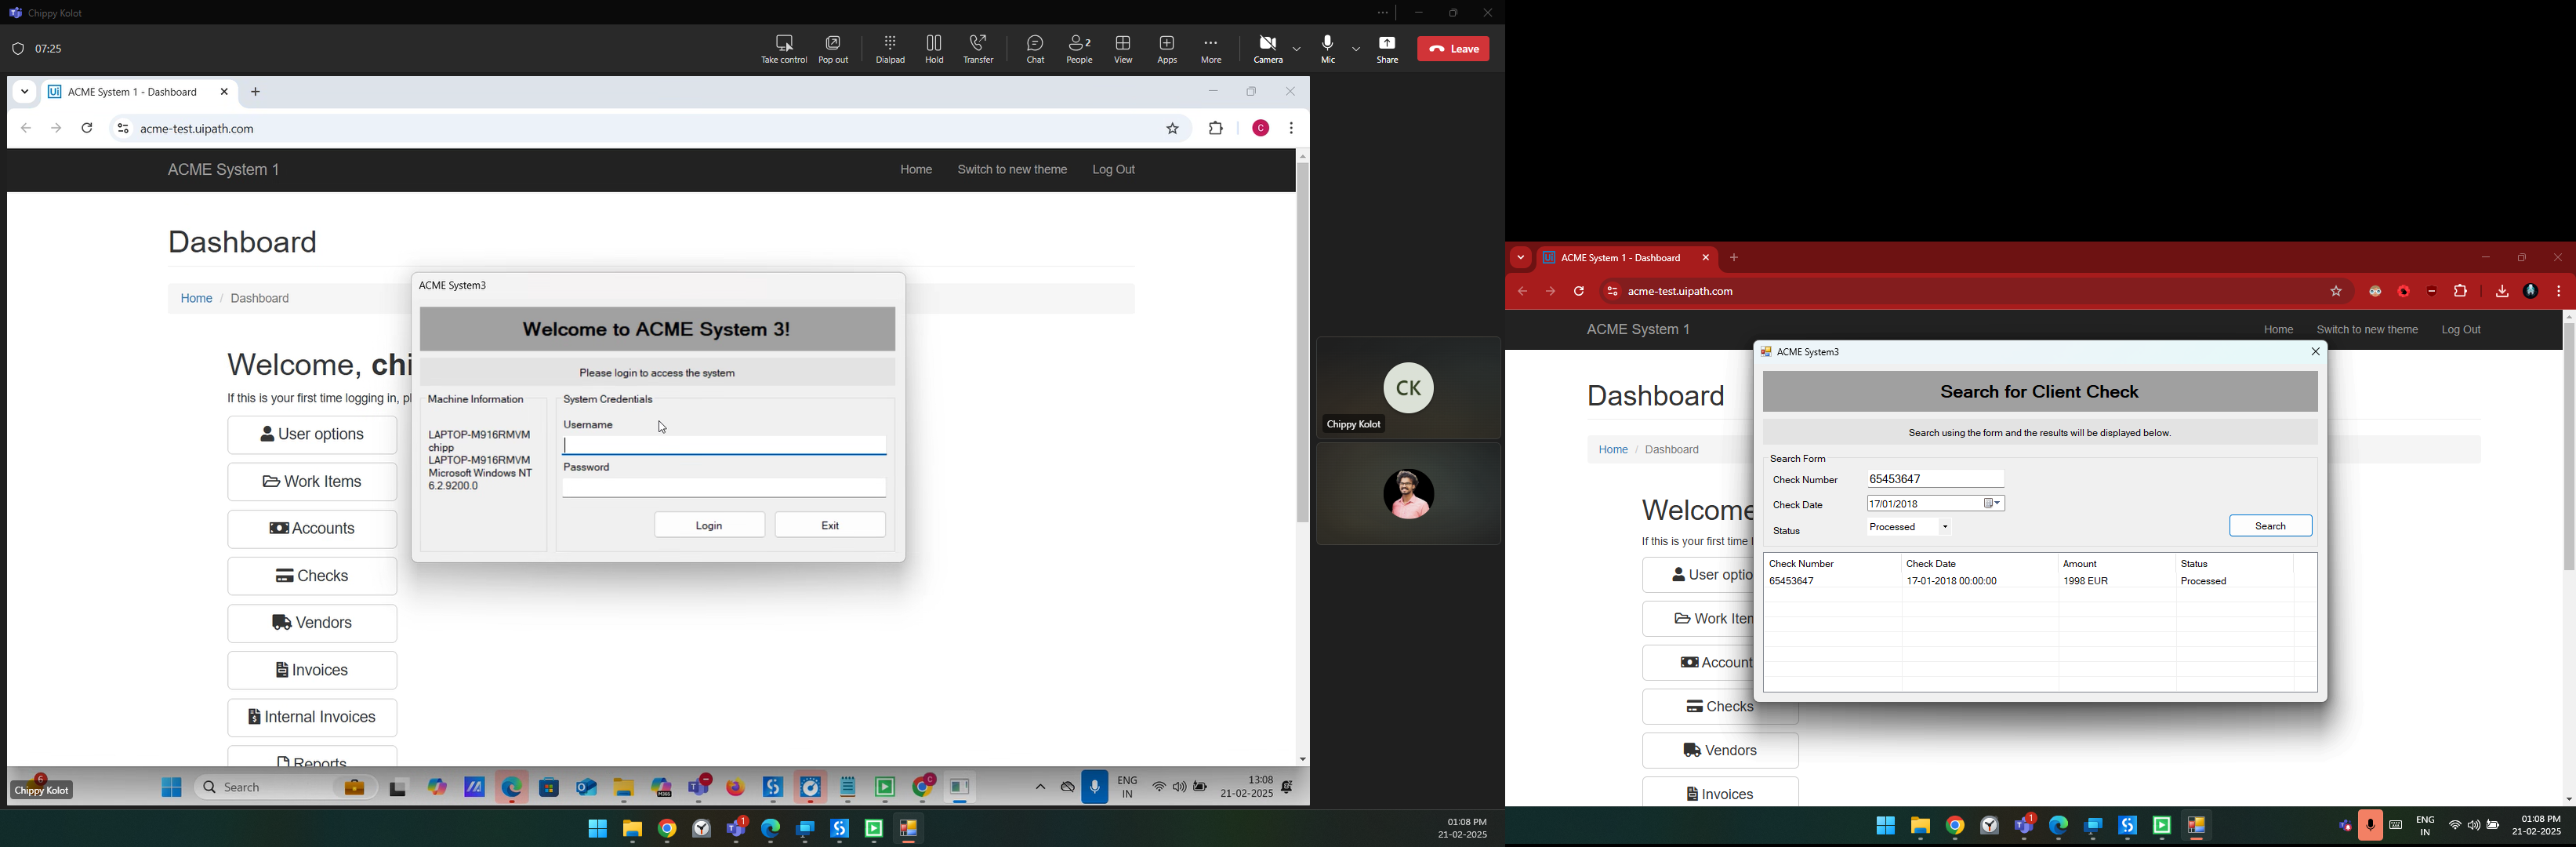 Chippy Kolot
07:25
Take control
Pop out
Dialpad
Hold
Transfer
Chat
2
People
View
Apps
More
Camera
Mic
Share
Leave
Ui
ACME System 1 - Dashboard
acme-test.uipath.com
C
ACME System 1
Home
Switch to new theme
Log Out
Dashboard
Home / Dashboard
Welcome, chi
If this is your first time logging in, pl
User options
Work Items
Accounts
Checks
Vendors
Invoices
Internal Invoices
Reports
ACME System3
Welcome to ACME System 3!
Please login to access the system
Machine Information
LAPTOP-M916RMVM
chipp
LAPTOP-M916RMVM
Microsoft Windows NT
6.2.9200.0
System Credentials
Username
Password
Login
Exit
CK
Chippy Kolot
6
Chippy Kolot
Search
ENG
IN
13:08
21-02-2025
1
01:08 PM
21-02-2025
Ui
ACME System 1 - Dashboard
acme-test.uipath.com
ACME System 1
Home
Switch to new theme
Log Out
Dashboard
Home / Dashboard
Welcome
If this is your first time l
User optio
Work Iten
Account
Checks
Vendors
Invoices
ACME System3
Search for Client Check
Search using the form and the results will be displayed below.
Search Form
Check Number 65453647
Check Date 17/01/2018
Status Processed
Search
Check Number Check Date Amount Status
65453647 17-01-2018 00:00:00 1998 EUR Processed
1
ENG
IN
01:08 PM
21-02-2025